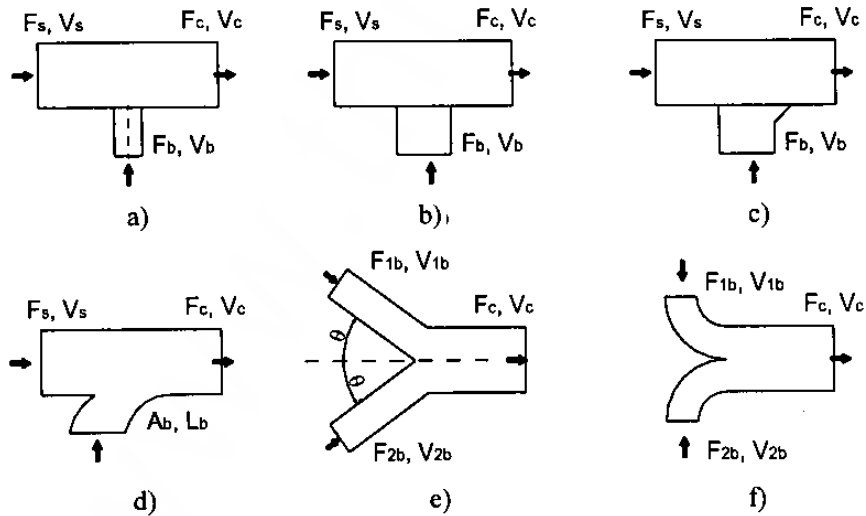 Fs, Vs Fc, Vc Fs, Vs Fc, Vc Fs, Vs Fc, Vc
Fb, Vb Fb, Vb Fb, Vb
a) b) c)
F1b, V1b F1b, V1b
Fs, Vs Fc, Vc Fc, Vc Fc, Vc
θ
θ
Ab, Lb
F2b, V2b F2b, V2b
d) e) f)